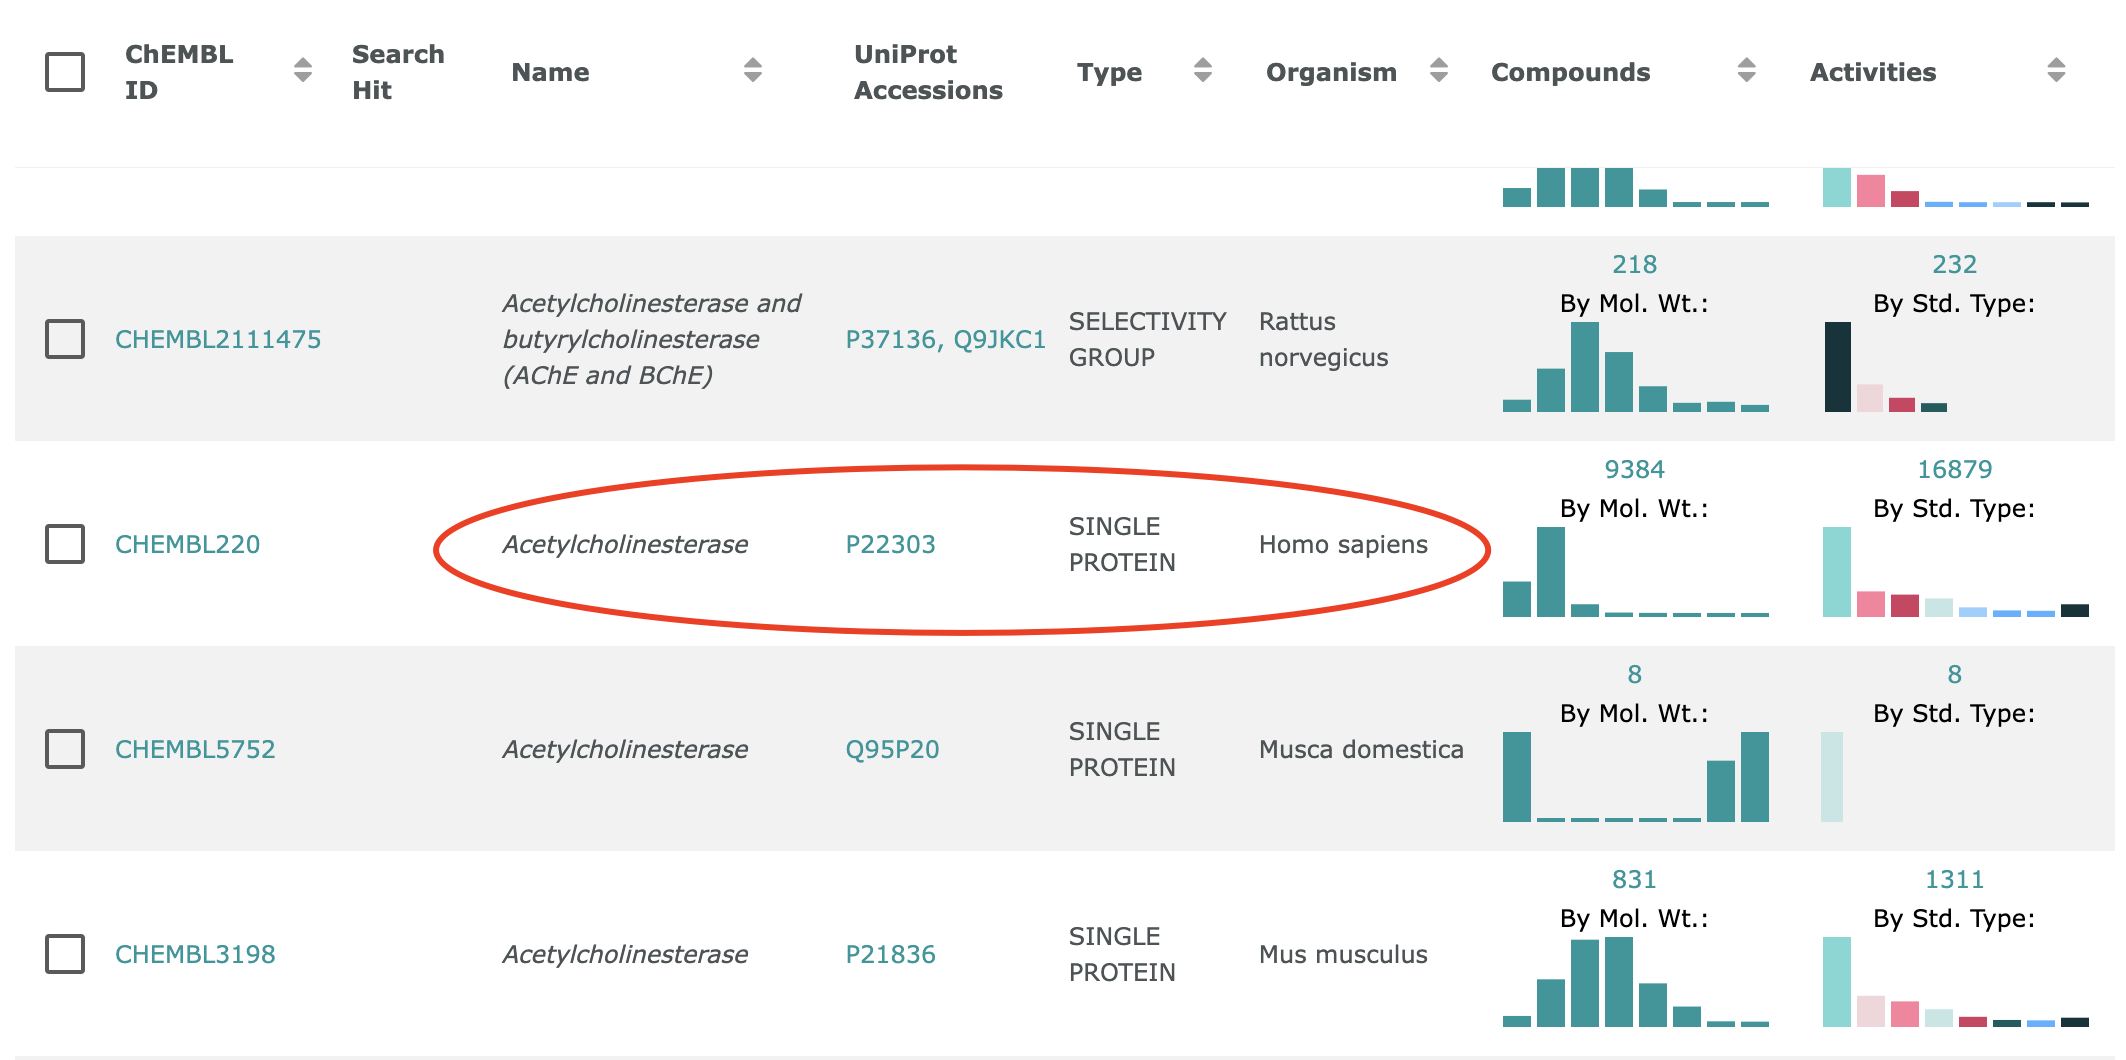 ChEMBL ID
Search Hit
Name
UniProt Accessions
Type
Organism
Compounds
Activities
CHEMBL2111475
Acetylcholinesterase and
butyrylcholinesterase
(AChE and BChE)
P37136, Q9JKC1
SELECTIVITY
GROUP
Rattus
norvegicus
218
By Mol. Wt.:
232
By Std. Type:
CHEMBL220
Acetylcholinesterase
P22303
SINGLE
PROTEIN
Homo sapiens
9384
By Mol. Wt.:
16879
By Std. Type:
CHEMBL5752
Acetylcholinesterase
Q95P20
SINGLE
PROTEIN
Musca domestica
8
By Mol. Wt.:
8
By Std. Type:
CHEMBL3198
Acetylcholinesterase
P21836
SINGLE
PROTEIN
Mus musculus
831
By Mol. Wt.:
1311
By Std. Type: